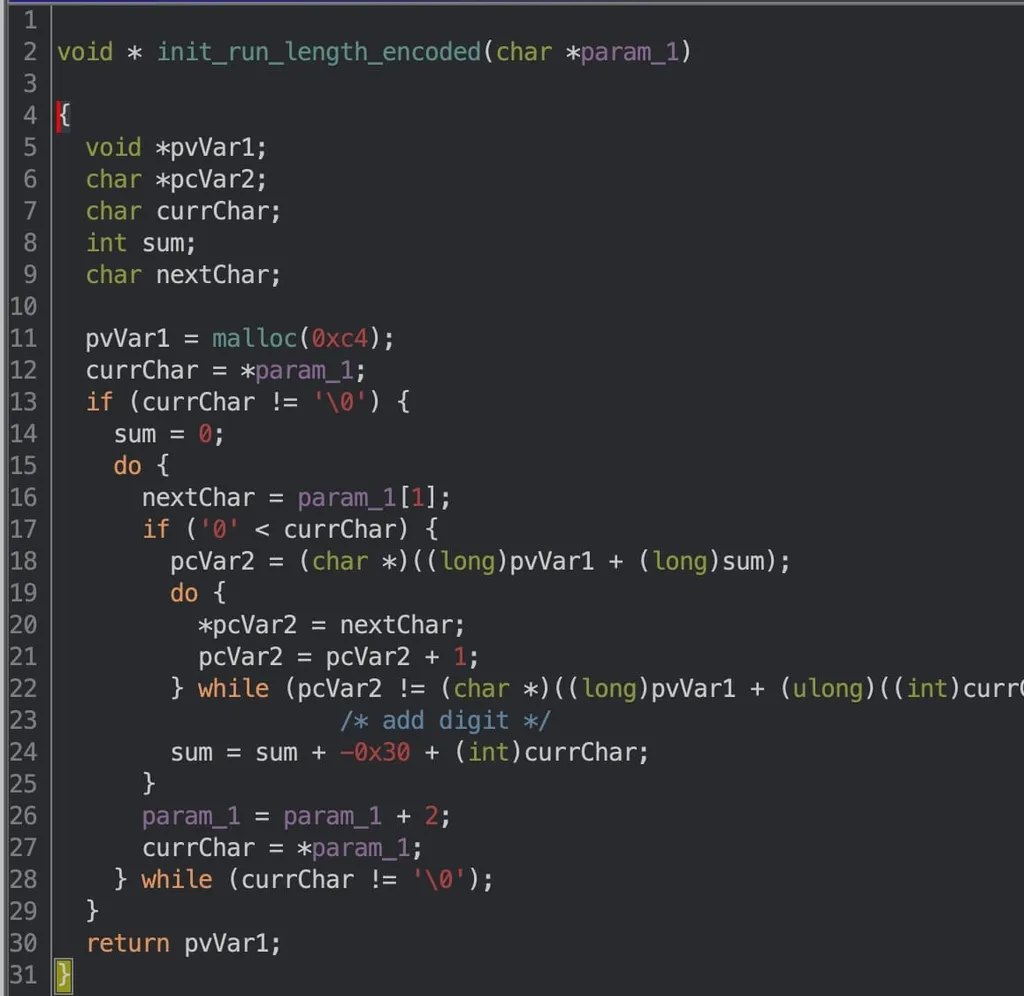 1
2 void * init_run_length_encoded(char *param_1)
3
4 {
5 void *pvVar1;
6 char *pcVar2;
7 char currChar;
8 int sum;
9 char nextChar;
10
11 pvVar1 = malloc(0xc4);
12 currChar = *param_1;
13 if (currChar != '\0') {
14 sum = 0;
15 do {
16 nextChar = param_1[1];
17 if ('0' < currChar) {
18 pcVar2 = (char *)((long)pvVar1 + (long)sum);
19 do {
20 *pcVar2 = nextChar;
21 pcVar2 = pcVar2 + 1;
22 } while (pcVar2 != (char *)((long)pvVar1 + (ulong)((int)curr
23 /* add digit */
24 sum = sum + -0x30 + (int)currChar;
25 }
26 param_1 = param_1 + 2;
27 currChar = *param_1;
28 } while (currChar != '\0');
29 }
30 return pvVar1;
31 }